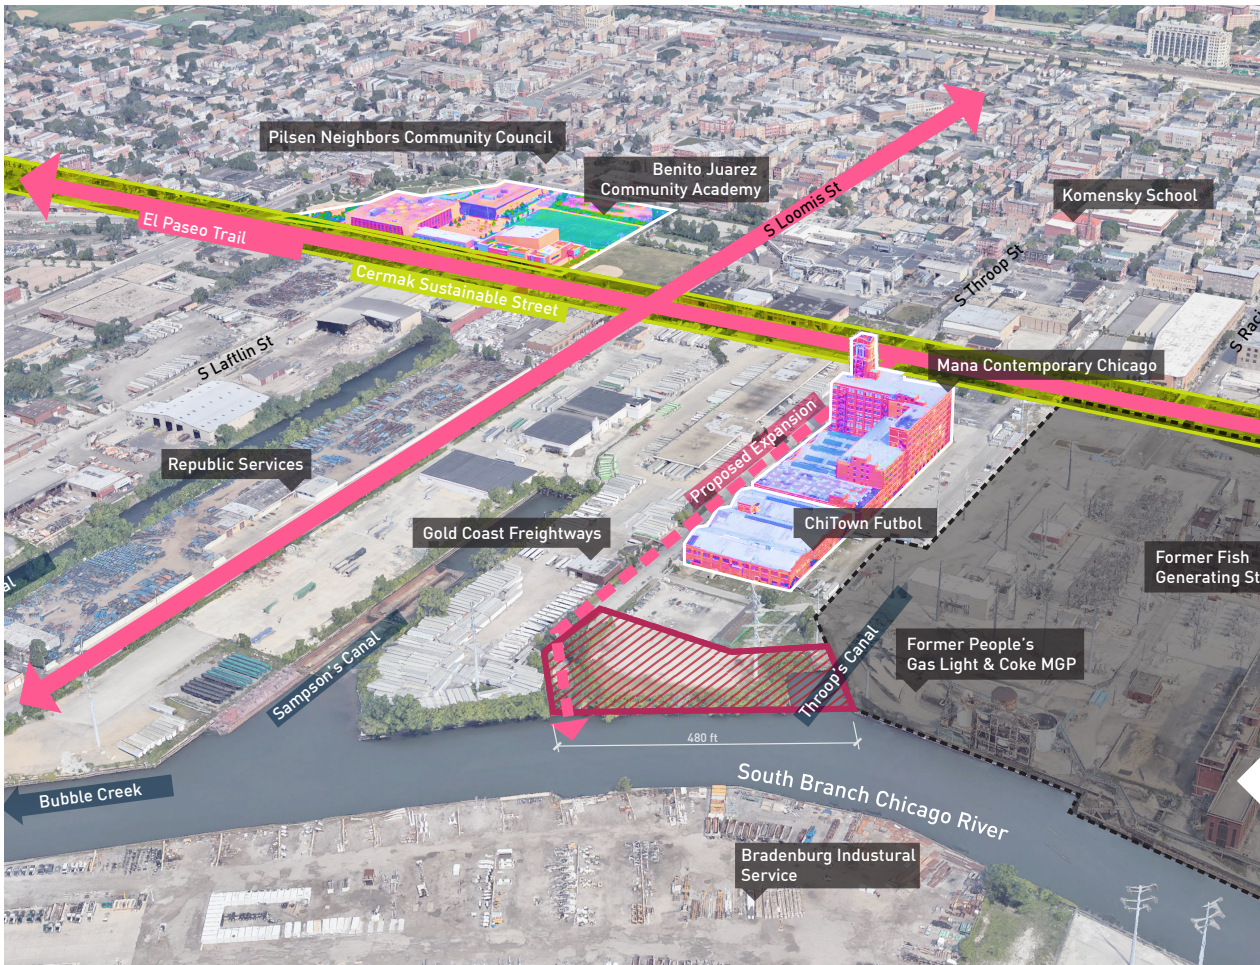 Pilsen Neighbors Community Council
Benito Juarez
Community Academy
Komensky School
S Loomis St
El Paseo Trail
Cermak Sustainable Street
S Throop St
S Laftlin St
Mana Contemporary Chicago
Proposed Expansion
Republic Services
Gold Coast Freightways
ChiTown Futbol
Former Fish
Generating
Former People's
Gas Light & Coke MGP
Sampson's Canal
Throop's Canal
480 ft
Bubble Creek
South Branch Chicago River
Bradenburg Industural
Service